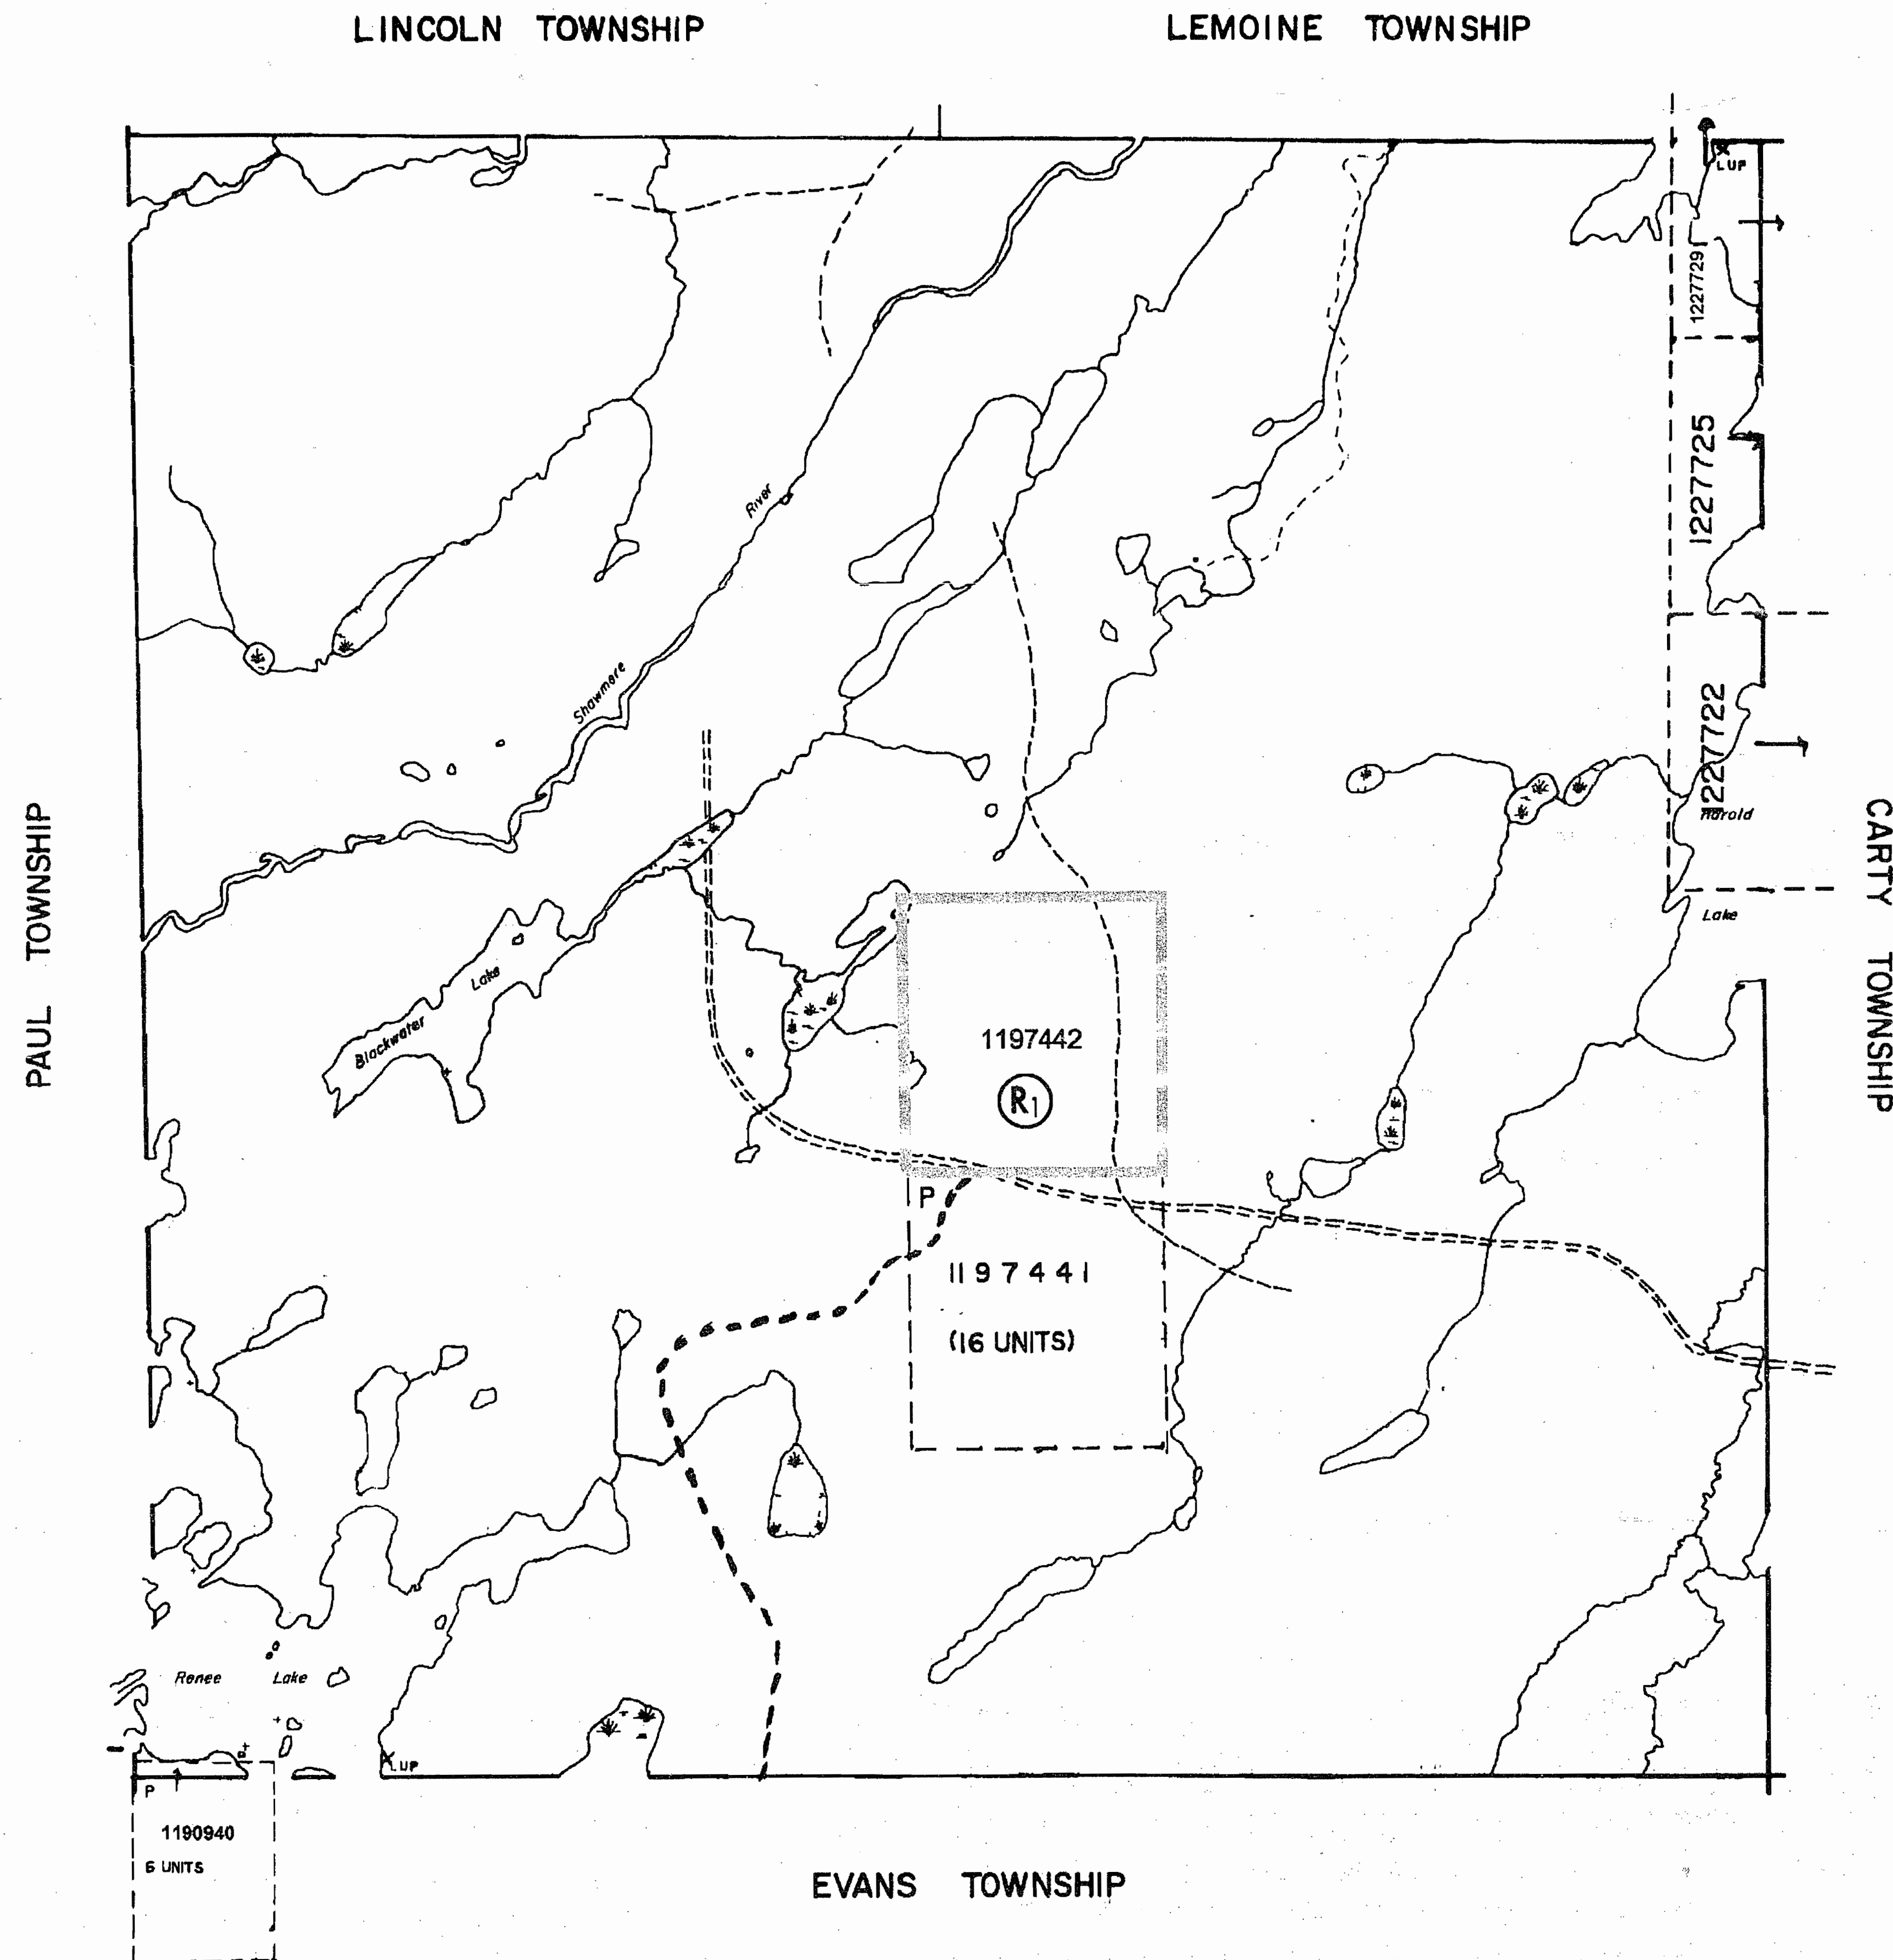 LINCOLN TOWNSHIP
LEMOINE TOWNSHIP
LUP
1227729
River
1227725
Shawmere
1227722
Harold
PAUL TOWNSHIP
CARTY TOWNSHIP
Lake
Lake
Blackwater
1197442
R1
P
1197441
(16 UNITS)
Renee Lake
LUP
P
1190940
6 UNITS
EVANS TOWNSHIP